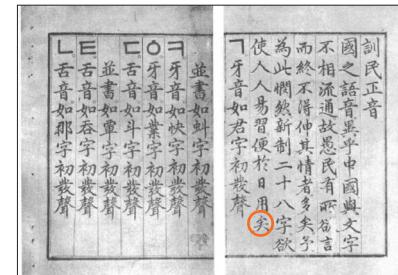 訓民正音
國之語音異乎中國與文字
不相流通故愚民有所欲言
而終不得伸其情者多矣予
為此憫然新制二十八字欲
使人人易習便於日用矣
ㄱ牙音如君字初發聲
並書如虯字初發聲
ㅋ牙音如快字初發聲
ㆁ牙音如業字初發聲
ㄷ舌音如斗字初發聲
並書如覃字初發聲
ㅌ舌音如呑字初發聲
ㄴ舌音如那字初發聲